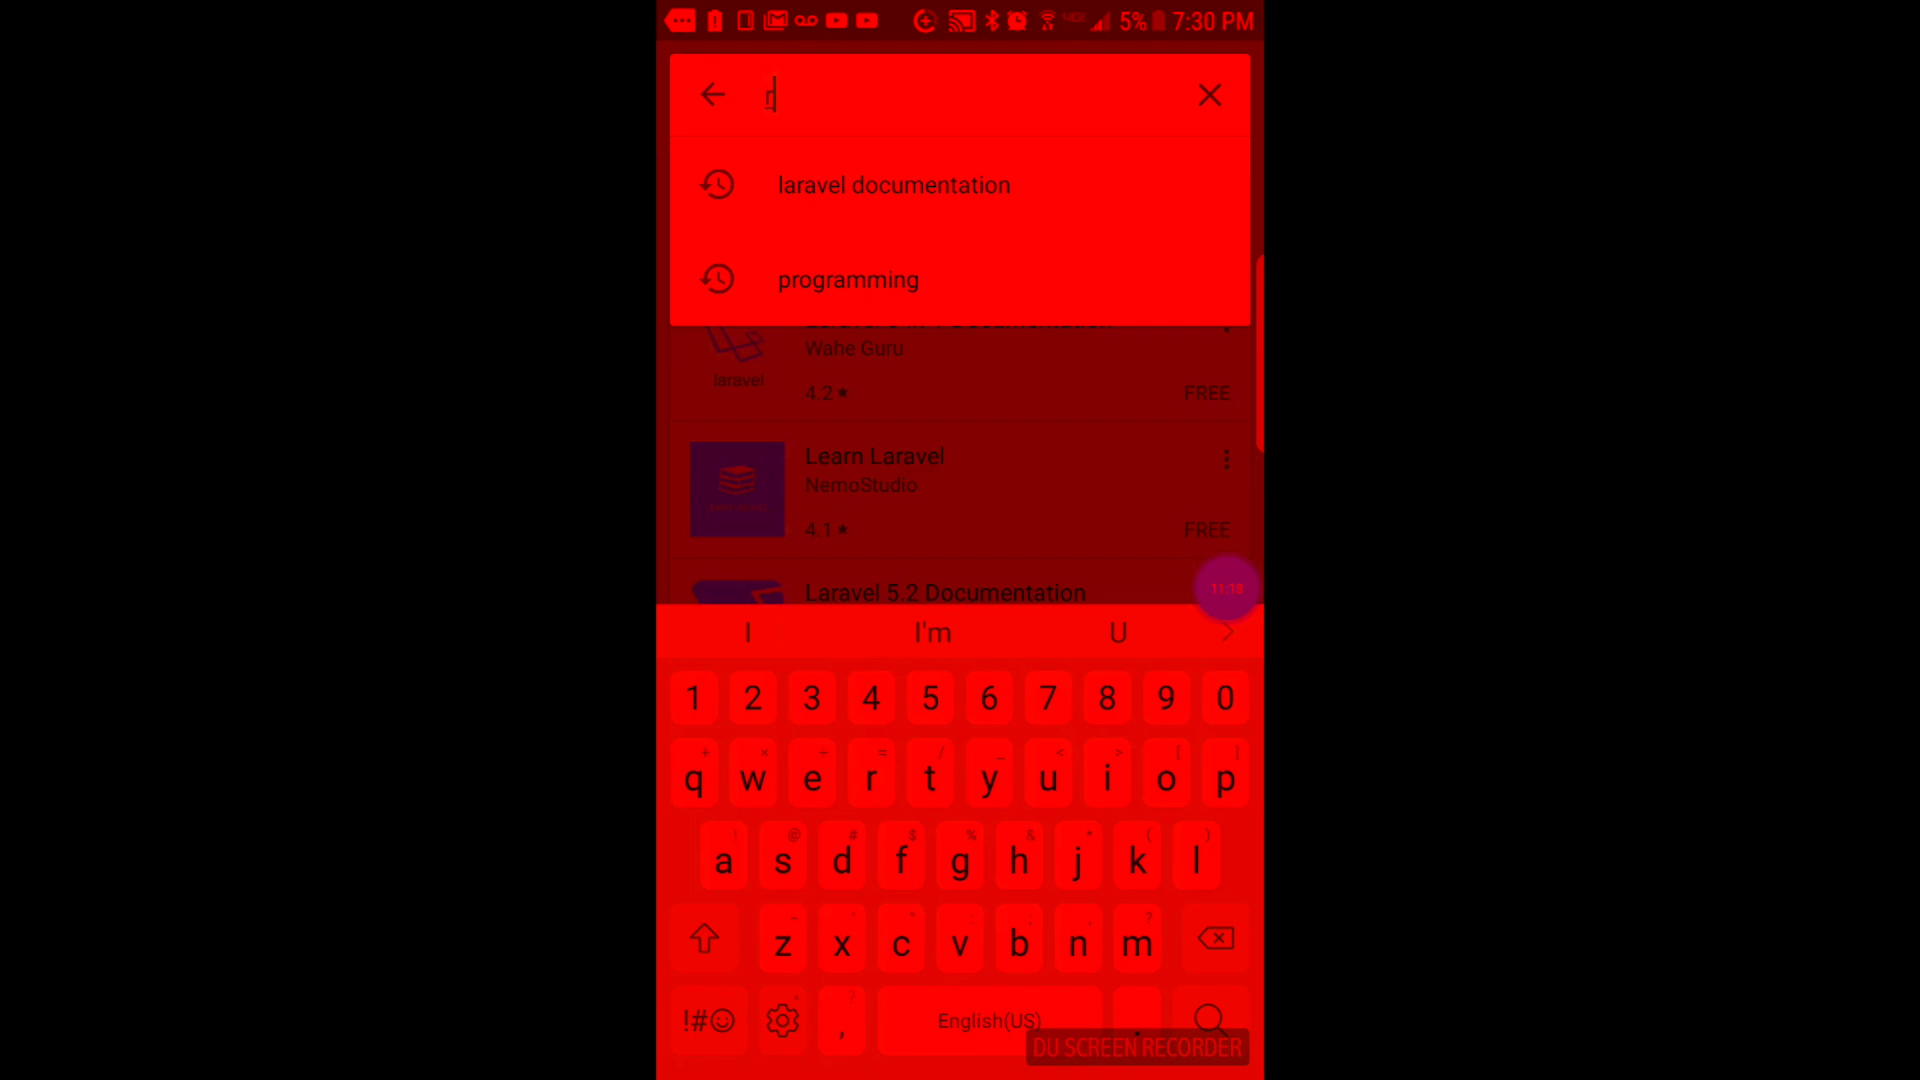 5% 7:30 PM
r
laravel documentation
programming
Wahe Guru
laravel
4.2★ FREE
Learn Laravel
NemoStudio
4.1★ FREE
Laravel 5.2 Documentation
11:19
I I'm U
1 2 3 4 5 6 7 8 9 0
q w e r t y u i o p
a s d f g h j k l
z x c v b n m
!#☺ , English(US) .
DU SCREEN RECORDER